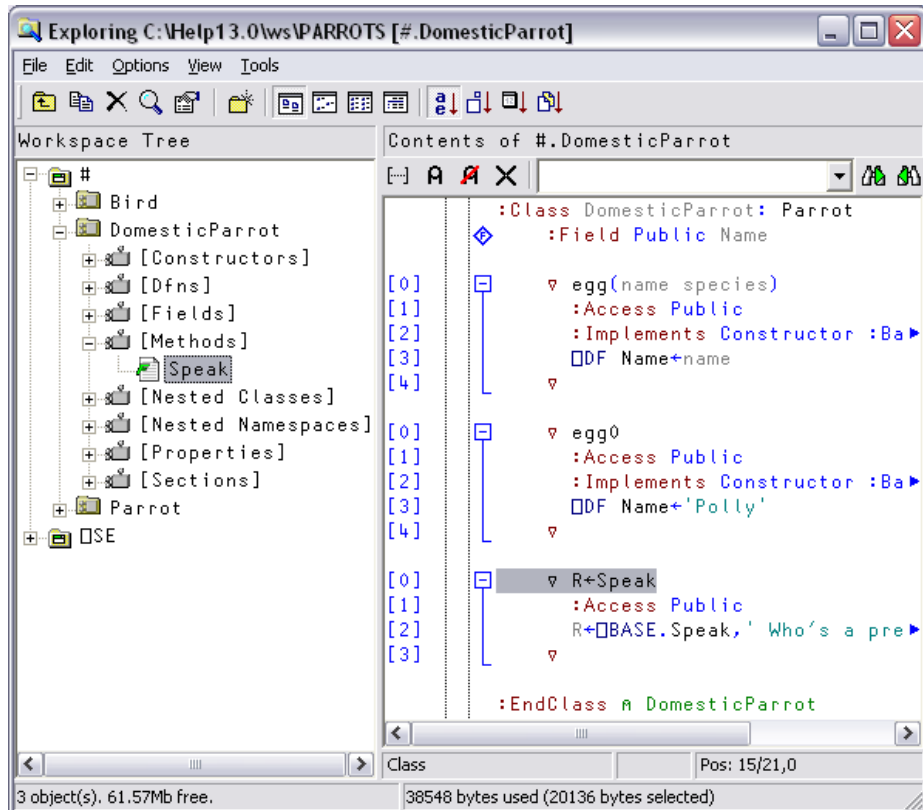 Exploring C:\Help13.0\ws\PARROTS [#.DomesticParrot]
File Edit Options View Tools
Workspace Tree
#
Bird
DomesticParrot
[Constructors]
[Dfns]
[Fields]
[Methods]
Speak
[Nested Classes]
[Nested Namespaces]
[Properties]
[Sections]
Parrot
⎕SE
Contents of #.DomesticParrot
:Class DomesticParrot: Parrot
:Field Public Name
[0] ∇ egg(name species)
[1] :Access Public
[2] :Implements Constructor :Ba
[3] ⎕DF Name←name
[4] ∇
[0] ∇ egg0
[1] :Access Public
[2] :Implements Constructor :Ba
[3] ⎕DF Name←'Polly'
[4] ∇
[0] ∇ R←Speak
[1] :Access Public
[2] R←⎕BASE.Speak,' Who's a pre
[3] ∇
:EndClass ⍝ DomesticParrot
Class Pos: 15/21,0
3 object(s). 61.57Mb free. 38548 bytes used (20136 bytes selected)